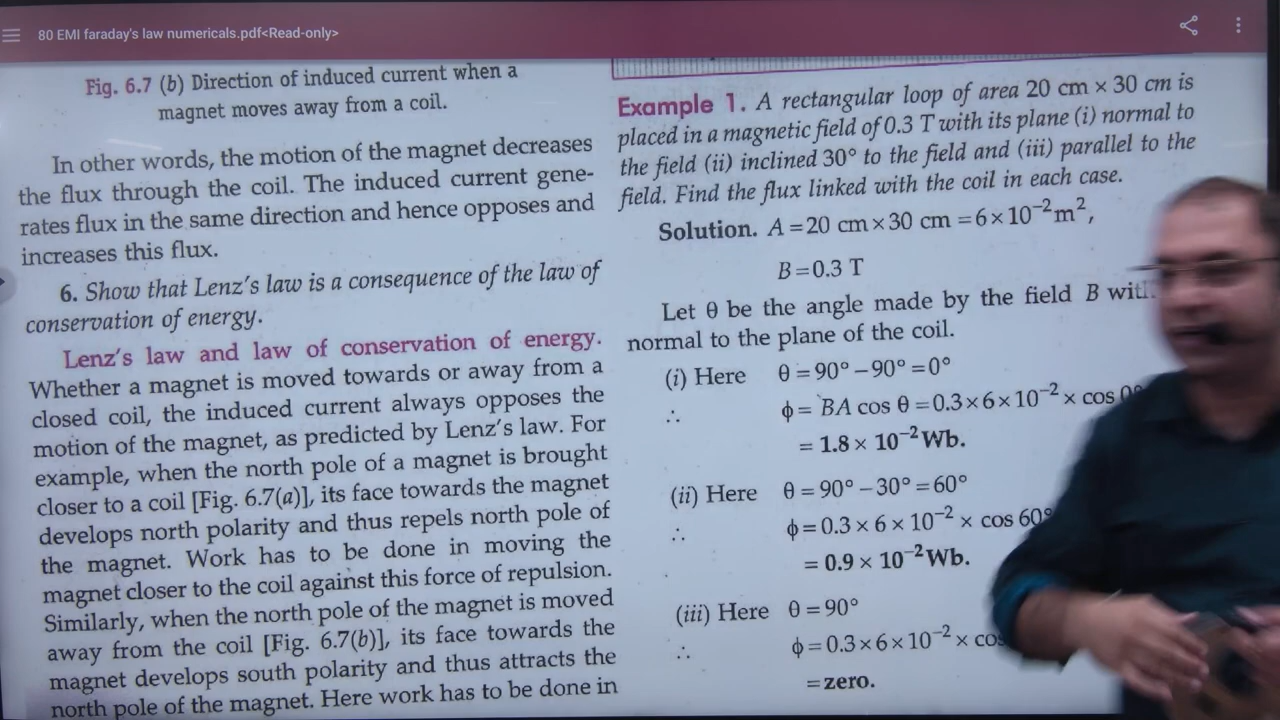 80 EMI faraday's law numericals.pdf<Read-only>
Fig. 6.7 (b) Direction of induced current when a
magnet moves away from a coil.
In other words, the motion of the magnet decreases
the flux through the coil. The induced current gene-
rates flux in the same direction and hence opposes and
increases this flux.
6. Show that Lenz's law is a consequence of the law of
conservation of energy.
Lenz's law and law of conservation of energy.
Whether a magnet is moved towards or away from a
closed coil, the induced current always opposes the
motion of the magnet, as predicted by Lenz's law. For
example, when the north pole of a magnet is brought
closer to a coil [Fig. 6.7(a)], its face towards the magnet
develops north polarity and thus repels north pole of
the magnet. Work has to be done in moving the
magnet closer to the coil against this force of repulsion.
Similarly, when the north pole of the magnet is moved
away from the coil [Fig. 6.7(b)], its face towards the
magnet develops south polarity and thus attracts the
north pole of the magnet. Here work has to be done in
Example 1. A rectangular loop of area 20 cm × 30 cm is
placed in a magnetic field of 0.3 T with its plane (i) normal to
the field (ii) inclined 30° to the field and (iii) parallel to the
field. Find the flux linked with the coil in each case.
Solution. A = 20 cm × 30 cm = 6 × 10⁻² m²,
B = 0.3 T
Let θ be the angle made by the field B with
normal to the plane of the coil.
(i) Here θ = 90° − 90° = 0°
∴ ϕ = BA cos θ = 0.3 × 6 × 10⁻² × cos 0°
= 1.8 × 10⁻² Wb.
(ii) Here θ = 90° − 30° = 60°
∴ ϕ = 0.3 × 6 × 10⁻² × cos 60°
= 0.9 × 10⁻² Wb.
(iii) Here θ = 90°
∴ ϕ = 0.3 × 6 × 10⁻² × cos
= zero.